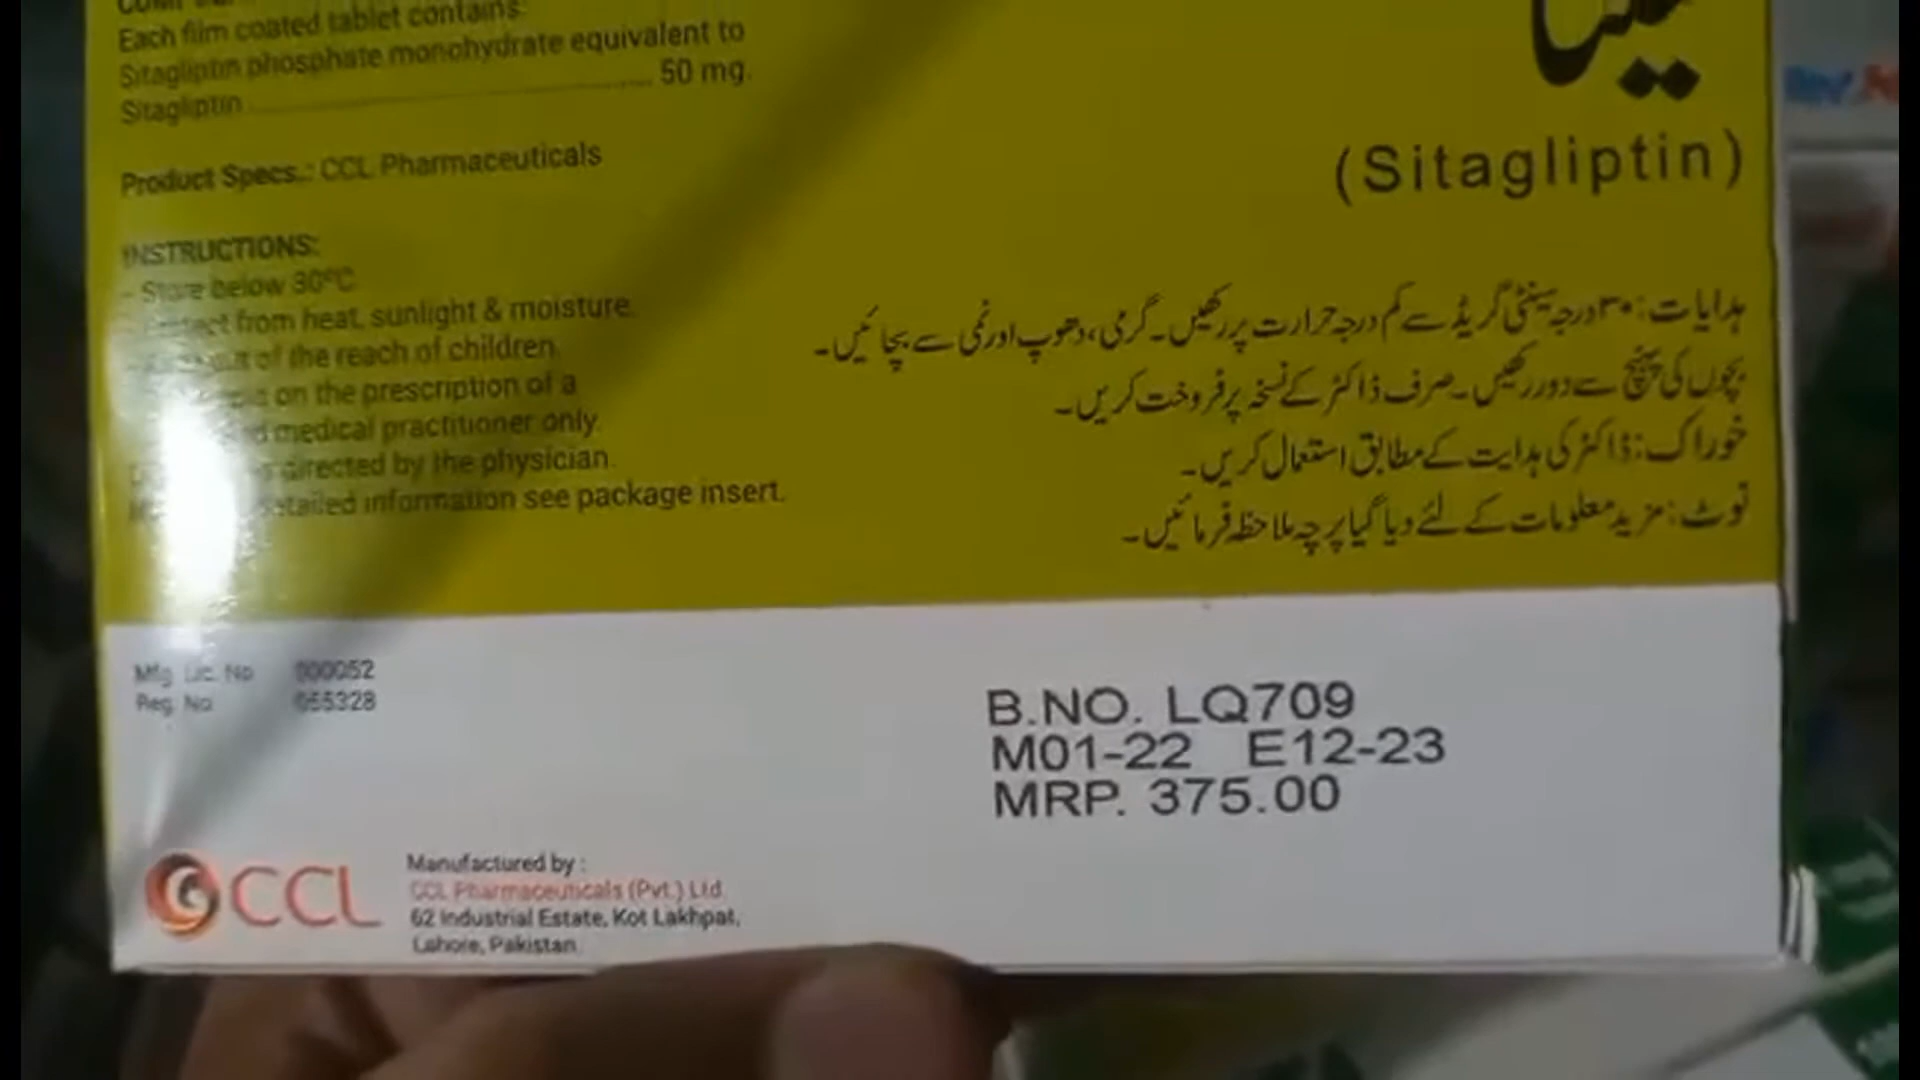 Each film coated tablet contains:
Sitagliptin phosphate monohydrate equivalent to
Sitagliptin ........................ 50 mg.
Product Specs.: CCL Pharmaceuticals
INSTRUCTIONS:
- Store below 30°C
from heat, sunlight & moisture.
of the reach of children.
on the prescription of a
medical practitioner only.
directed by the physician.
detailed information see package insert.
(Sitagliptin)
ہدایات: ۳۰ درجہ سینٹی گریڈ سے کم درجہ حرارت پر رکھیں۔ گرمی، دھوپ اور نمی سے بچائیں۔
بچوں کی پہنچ سے دور رکھیں۔ صرف ڈاکٹر کے نسخہ پر فروخت کریں۔
خوراک: ڈاکٹر کی ہدایت کے مطابق استعمال کریں۔
نوٹ: مزید معلومات کے لئے دیا گیا پرچہ ملاحظہ فرمائیں۔
Mfg. Lic. No 000052
Reg. No 055328
B.NO. LQ709
M01-22 E12-23
MRP. 375.00
CCL
Manufactured by :
CCL Pharmaceuticals (Pvt.) Ltd.
62 Industrial Estate, Kot Lakhpat,
Lahore, Pakistan